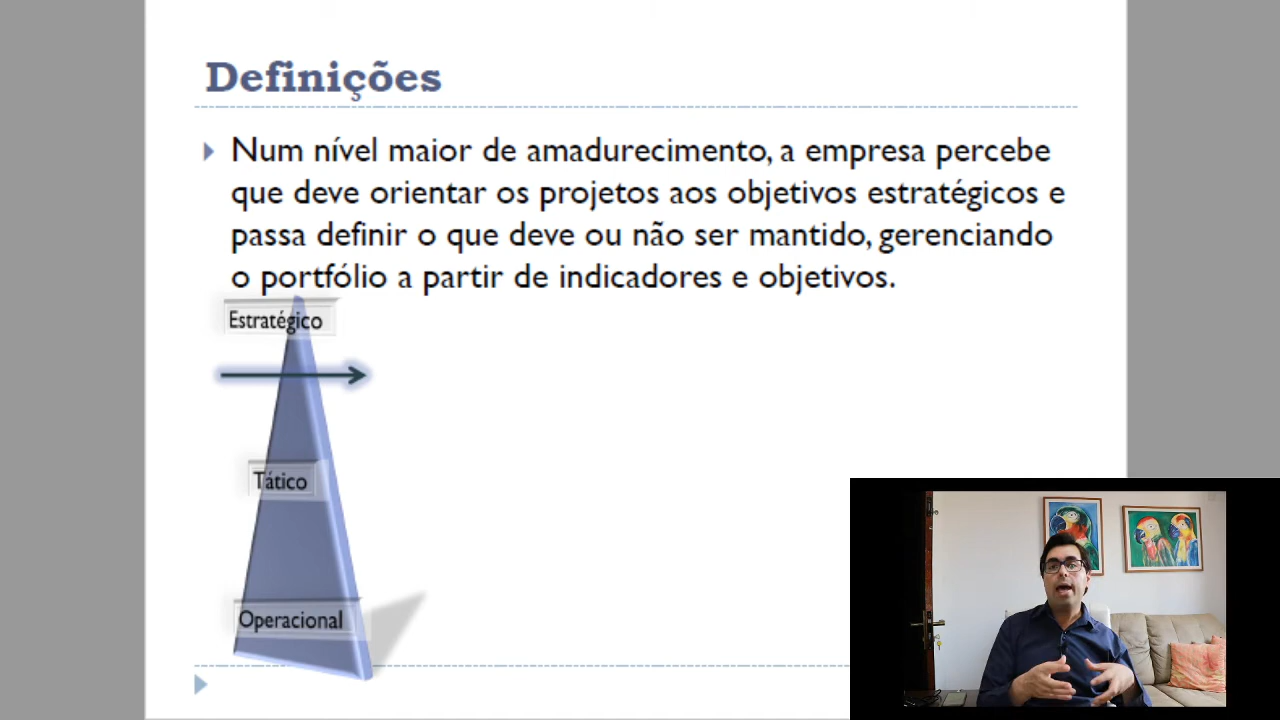 Definições
Num nível maior de amadurecimento, a empresa percebe
que deve orientar os projetos aos objetivos estratégicos e
passa definir o que deve ou não ser mantido, gerenciando
o portfólio a partir de indicadores e objetivos.
Estratégico
Tático
Operacional